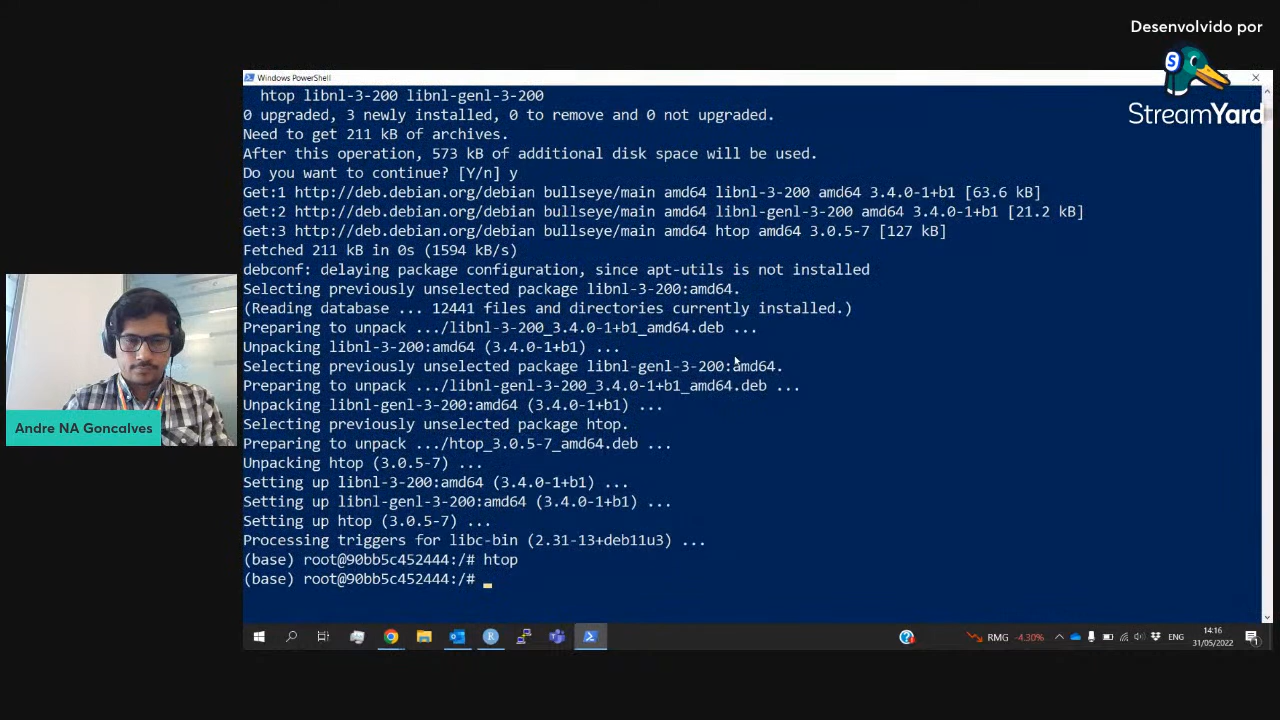 Desenvolvido por
StreamYard
Windows PowerShell
htop libnl-3-200 libnl-genl-3-200
0 upgraded, 3 newly installed, 0 to remove and 0 not upgraded.
Need to get 211 kB of archives.
After this operation, 573 kB of additional disk space will be used.
Do you want to continue? [Y/n] y
Get:1 http://deb.debian.org/debian bullseye/main amd64 libnl-3-200 amd64 3.4.0-1+b1 [63.6 kB]
Get:2 http://deb.debian.org/debian bullseye/main amd64 libnl-genl-3-200 amd64 3.4.0-1+b1 [21.2 kB]
Get:3 http://deb.debian.org/debian bullseye/main amd64 htop amd64 3.0.5-7 [127 kB]
Fetched 211 kB in 0s (1594 kB/s)
debconf: delaying package configuration, since apt-utils is not installed
Selecting previously unselected package libnl-3-200:amd64.
(Reading database ... 12441 files and directories currently installed.)
Preparing to unpack .../libnl-3-200_3.4.0-1+b1_amd64.deb ...
Unpacking libnl-3-200:amd64 (3.4.0-1+b1) ...
Selecting previously unselected package libnl-genl-3-200:amd64.
Preparing to unpack .../libnl-genl-3-200_3.4.0-1+b1_amd64.deb ...
Unpacking libnl-genl-3-200:amd64 (3.4.0-1+b1) ...
Selecting previously unselected package htop.
Preparing to unpack .../htop_3.0.5-7_amd64.deb ...
Unpacking htop (3.0.5-7) ...
Setting up libnl-3-200:amd64 (3.4.0-1+b1) ...
Setting up libnl-genl-3-200:amd64 (3.4.0-1+b1) ...
Setting up htop (3.0.5-7) ...
Processing triggers for libc-bin (2.31-13+deb11u3) ...
(base) root@90bb5c452444:/# htop
(base) root@90bb5c452444:/#
Andre NA Goncalves
RMG -4.30%
ENG
14:16
31/05/2022